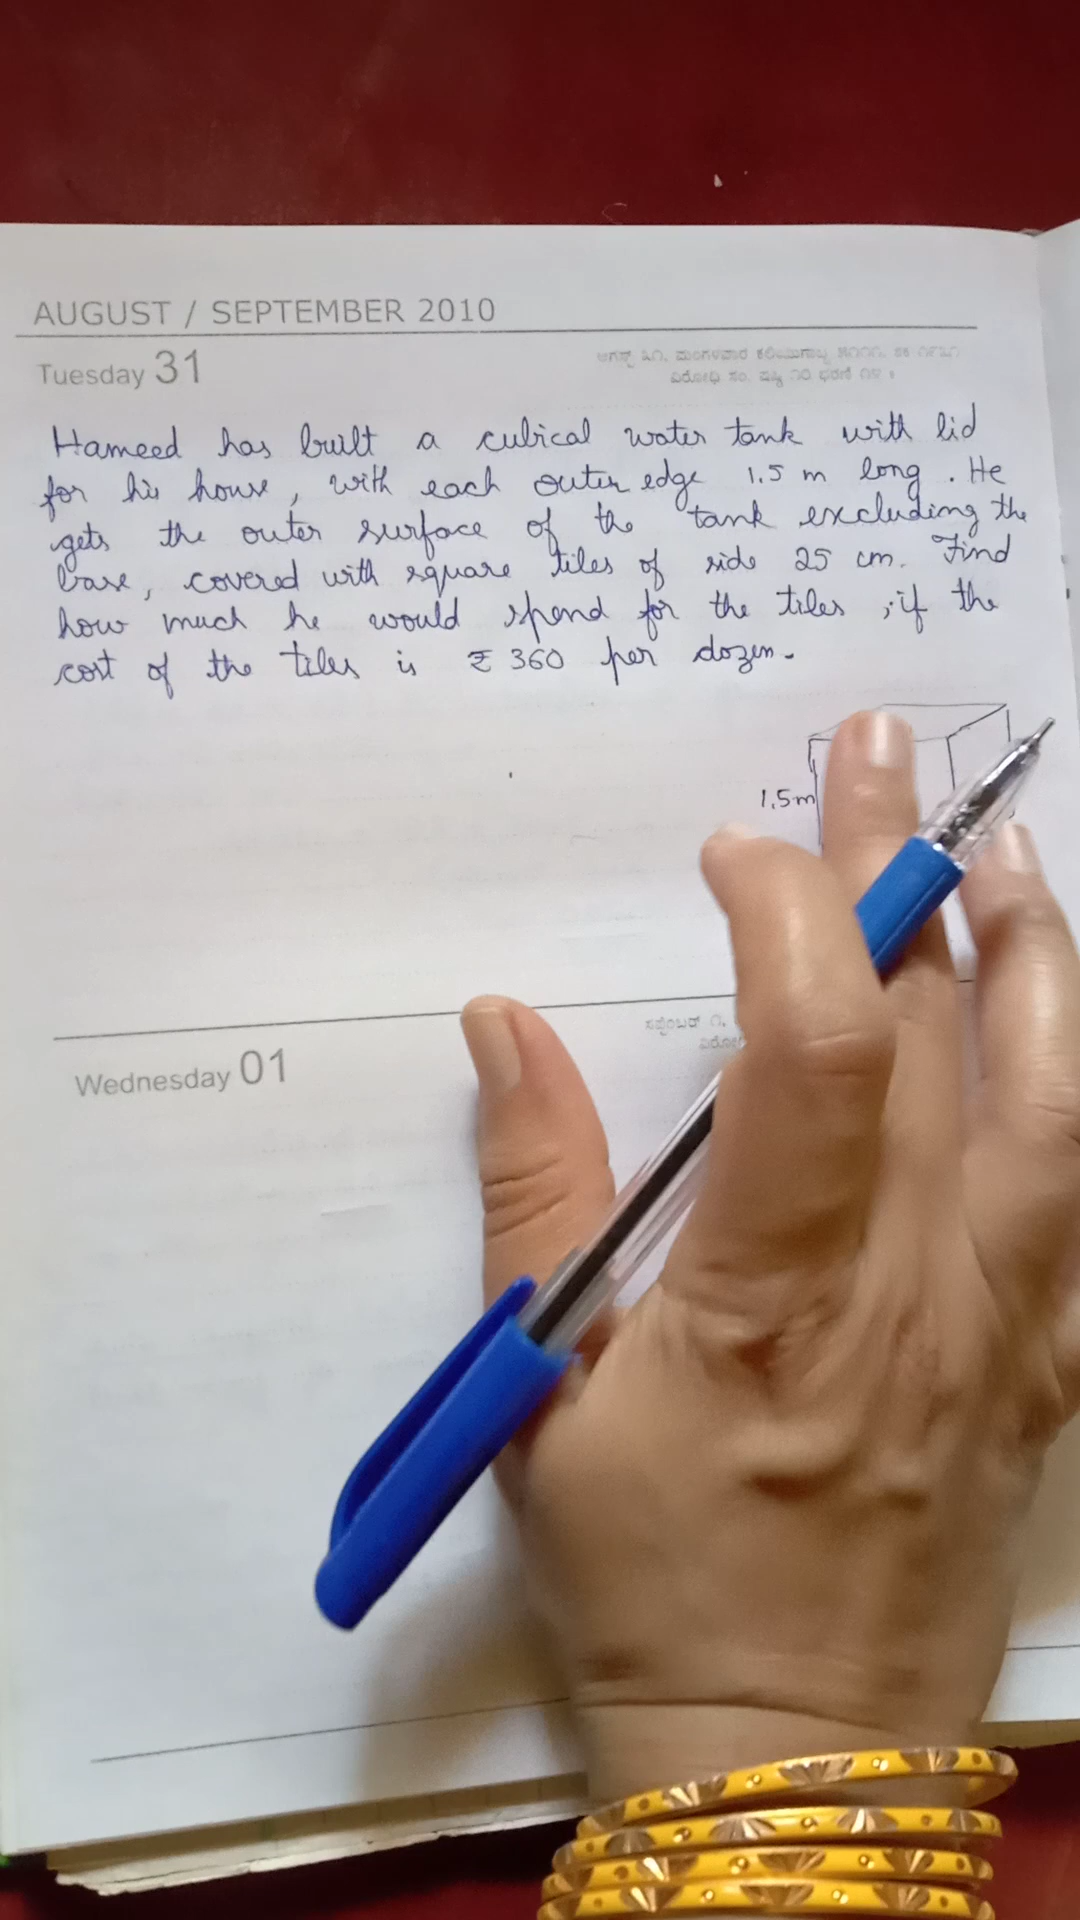 AUGUST / SEPTEMBER 2010
Tuesday 31
Hameed has built a cubical water tank with lid
for his house, with each outer edge 1.5 m long. He
gets the outer surface of the tank excluding the
base, covered with square tiles of side 25 cm. Find
how much he would spend for the tiles, if the
cost of the tiles is ₹ 360 per dozen.
1.5m
Wednesday 01